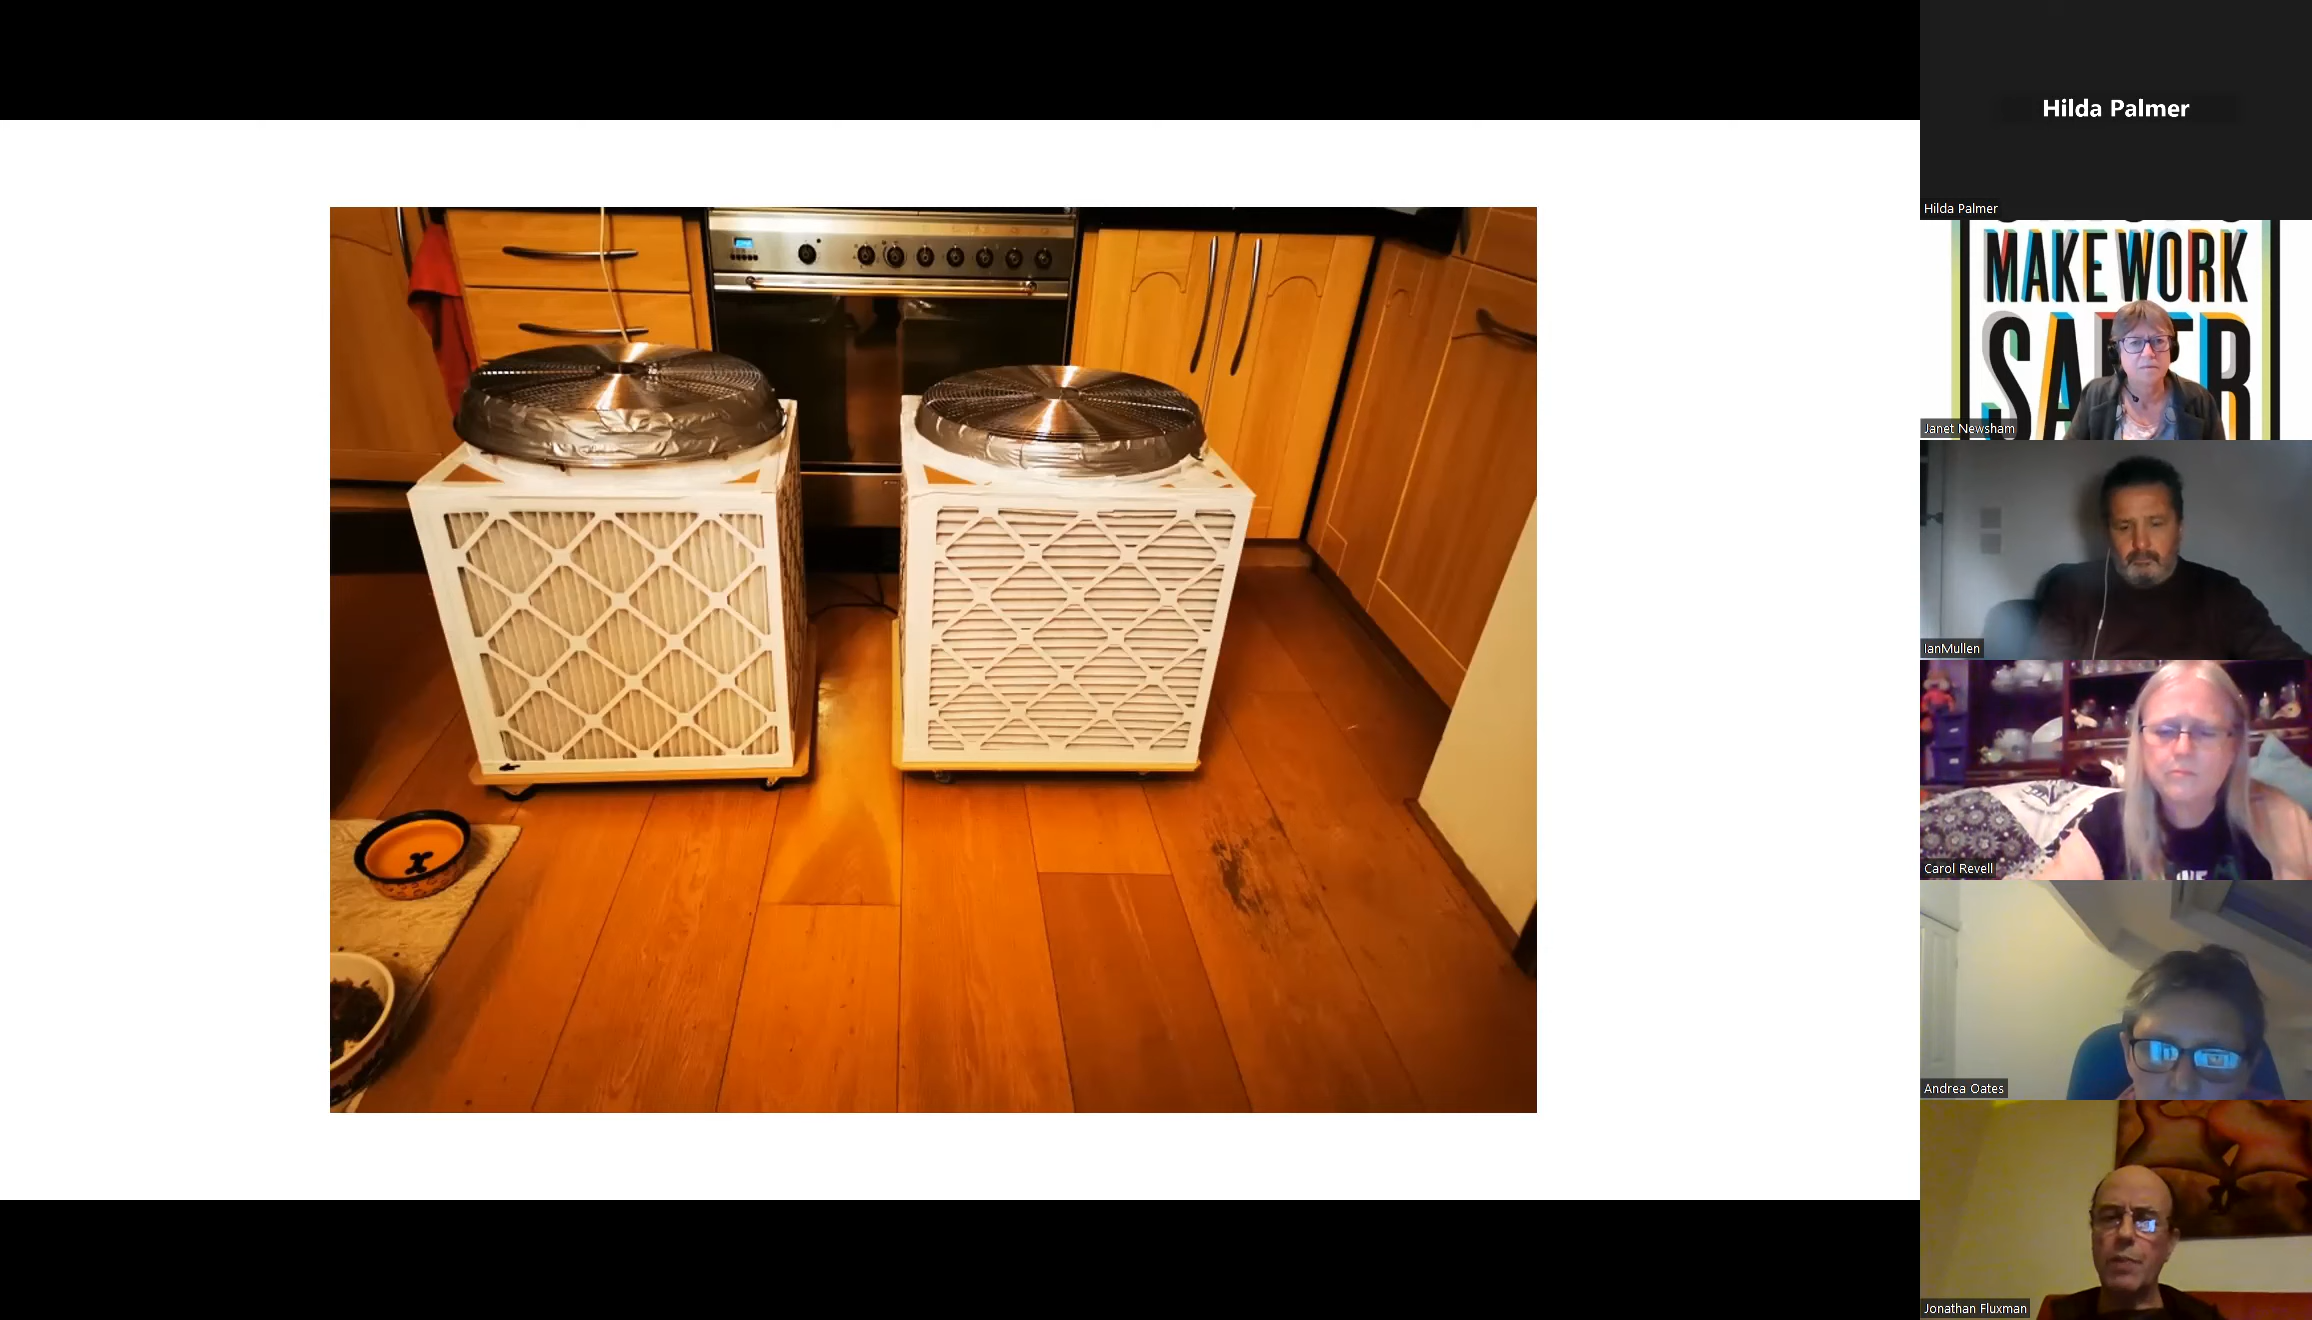 Hilda Palmer
Hilda Palmer
MAKE WORK
Janet Newsham
IanMullen
Carol Revell
Andrea Oates
Jonathan Fluxman